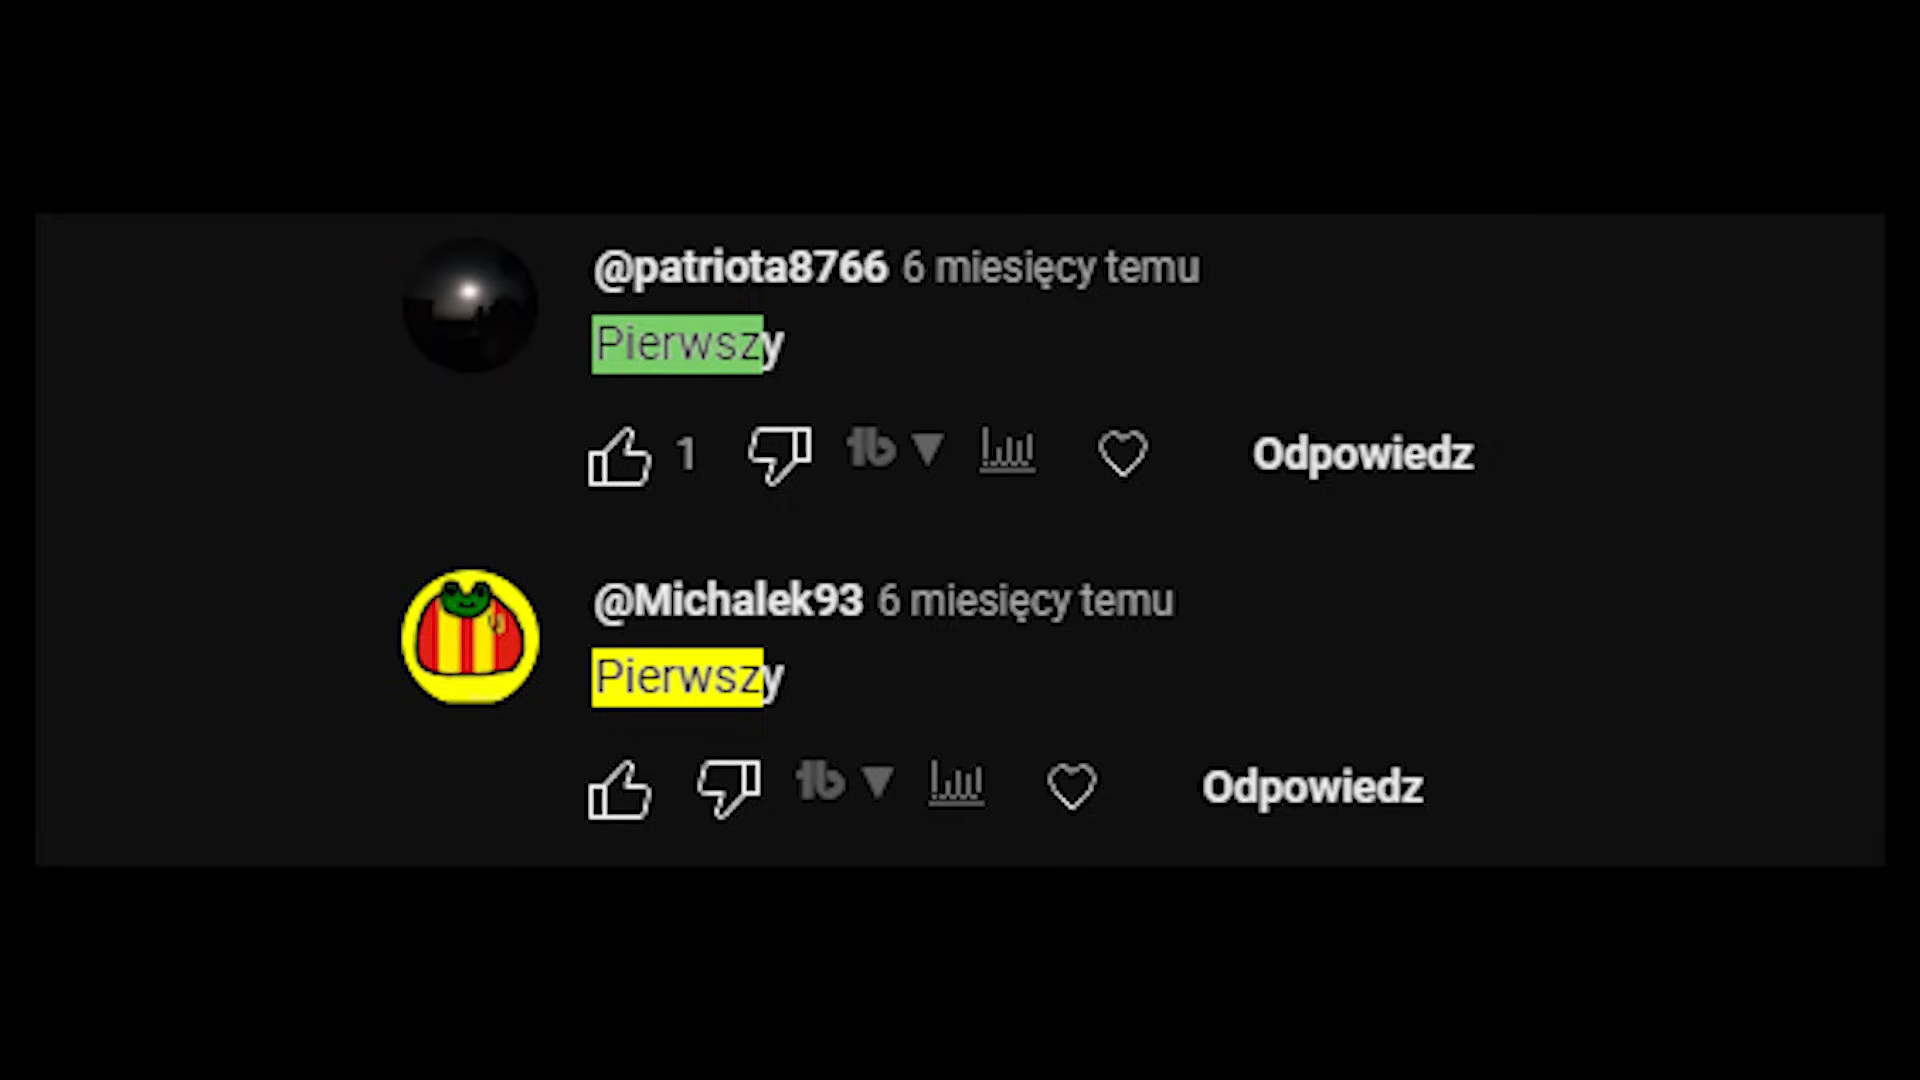 @patriota8766 6 miesięcy temu
Pierwszy
1 Odpowiedz
@Michalek93 6 miesięcy temu
Pierwszy
Odpowiedz